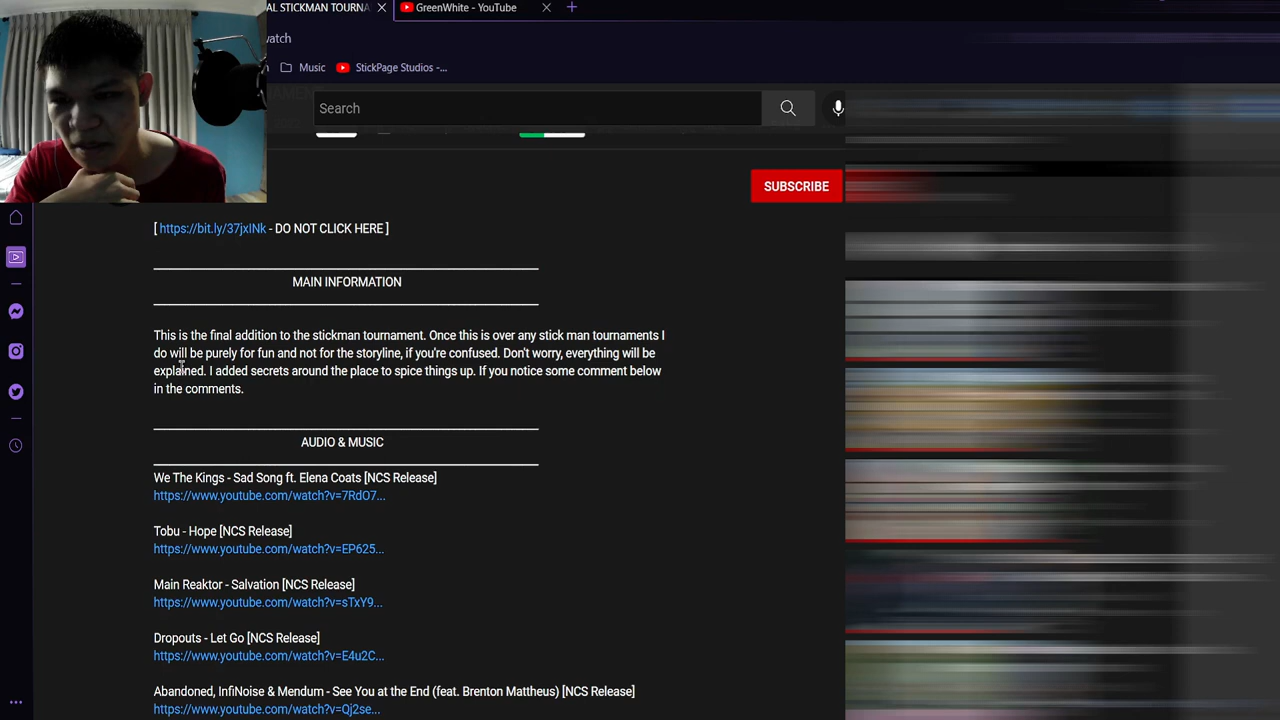 AL STICKMAN TOURNA
GreenWhite - YouTube
watch
Music
StickPage Studios -...
Search
SUBSCRIBE
[ https://bit.ly/37jxINk - DO NOT CLICK HERE ]
MAIN INFORMATION
This is the final addition to the stickman tournament. Once this is over any stick man tournaments I
do will be purely for fun and not for the storyline, if you're confused. Don't worry, everything will be
explained. I added secrets around the place to spice things up. If you notice some comment below
in the comments.
AUDIO & MUSIC
We The Kings - Sad Song ft. Elena Coats [NCS Release]
https://www.youtube.com/watch?v=7RdO7...
Tobu - Hope [NCS Release]
https://www.youtube.com/watch?v=EP625...
Main Reaktor - Salvation [NCS Release]
https://www.youtube.com/watch?v=sTxY9...
Dropouts - Let Go [NCS Release]
https://www.youtube.com/watch?v=E4u2C...
Abandoned, InfiNoise & Mendum - See You at the End (feat. Brenton Mattheus) [NCS Release]
https://www.youtube.com/watch?v=Qj2se...